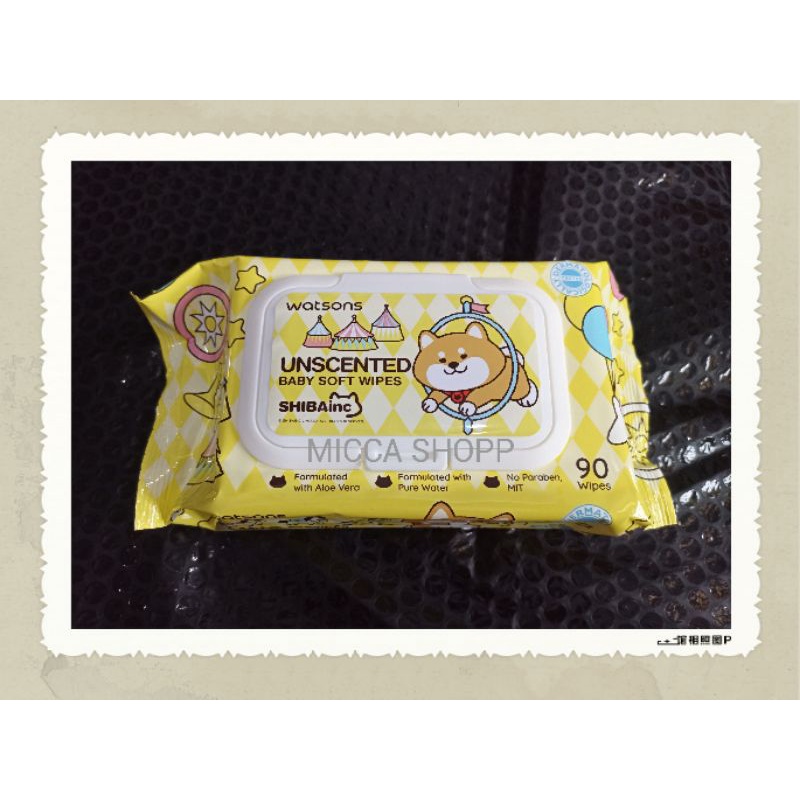 watsons
UNSCENTED
BABY SOFT WIPES
SHIBAinc
MICCA SHOPP
Formulated
with Aloe Vera
Formulated with
Pure Water
No Paraben,
MIT
90
Wipes